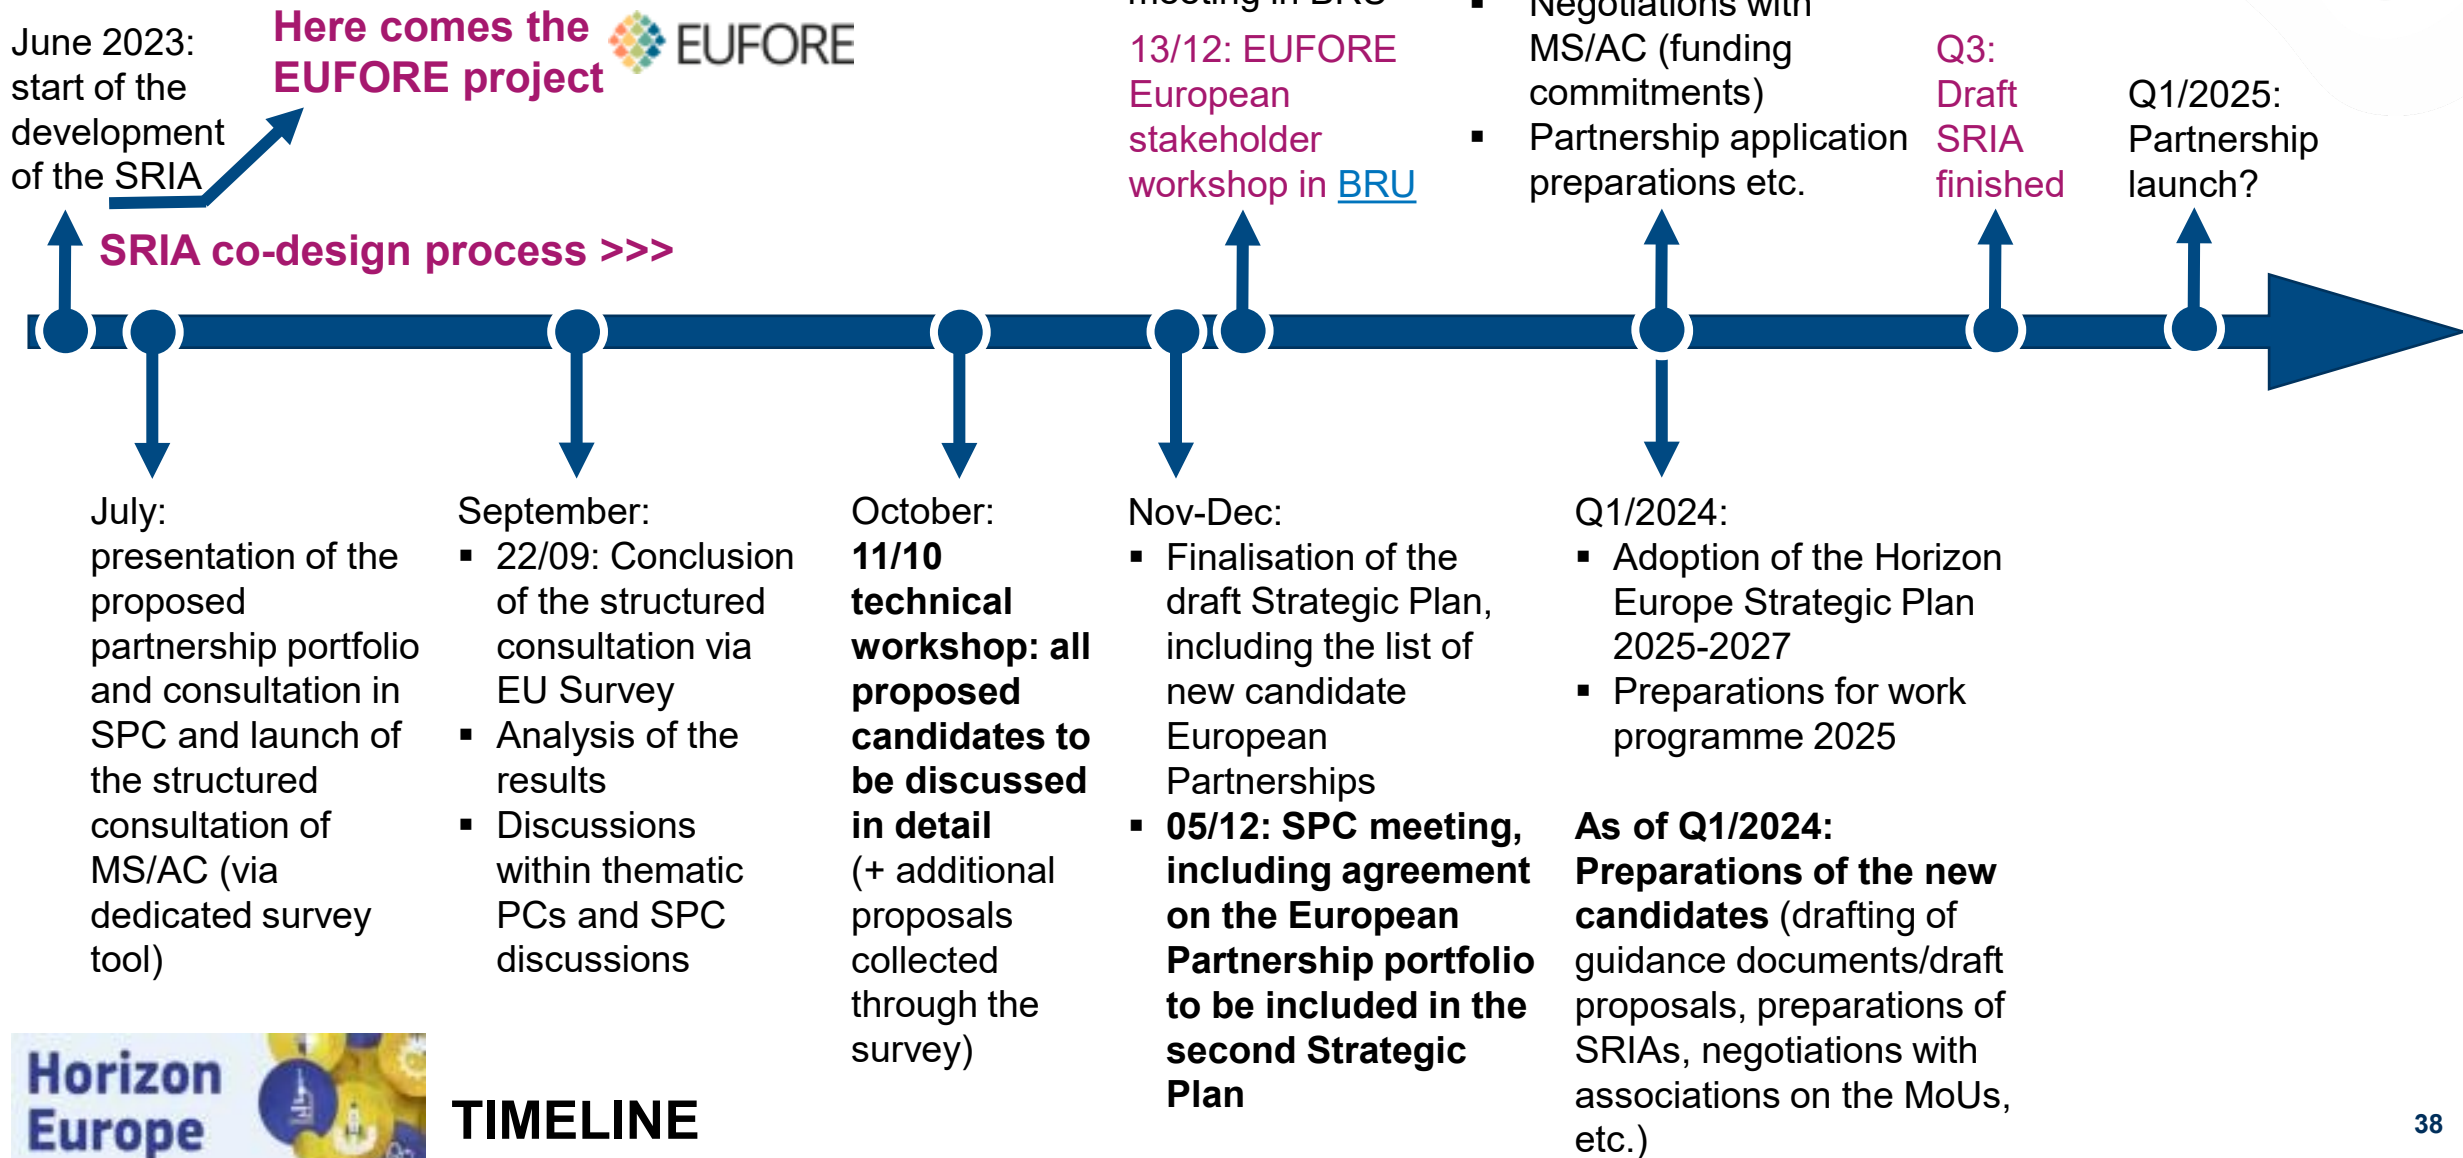 June 2023:
start of the
development
of the SRIA
Here comes the
EUFORE project
EUFORE
meeting in BRU
13/12: EUFORE
European
stakeholder
workshop in BRU
▪ Negotiations with
MS/AC (funding
commitments)
▪ Partnership application
preparations etc.
Q3:
Draft
SRIA
finished
Q1/2025:
Partnership
launch?
SRIA co-design process >>>
July:
presentation of the
proposed
partnership portfolio
and consultation in
SPC and launch of
the structured
consultation of
MS/AC (via
dedicated survey
tool)
September:
▪ 22/09: Conclusion
of the structured
consultation via
EU Survey
▪ Analysis of the
results
▪ Discussions
within thematic
PCs and SPC
discussions
October:
11/10
technical
workshop: all
proposed
candidates to
be discussed
in detail
(+ additional
proposals
collected
through the
survey)
Nov-Dec:
▪ Finalisation of the
draft Strategic Plan,
including the list of
new candidate
European
Partnerships
▪ 05/12: SPC meeting,
including agreement
on the European
Partnership portfolio
to be included in the
second Strategic
Plan
Q1/2024:
▪ Adoption of the Horizon
Europe Strategic Plan
2025-2027
▪ Preparations for work
programme 2025
As of Q1/2024:
Preparations of the new
candidates (drafting of
guidance documents/draft
proposals, preparations of
SRIAs, negotiations with
associations on the MoUs,
etc.)
Horizon
Europe
TIMELINE
38